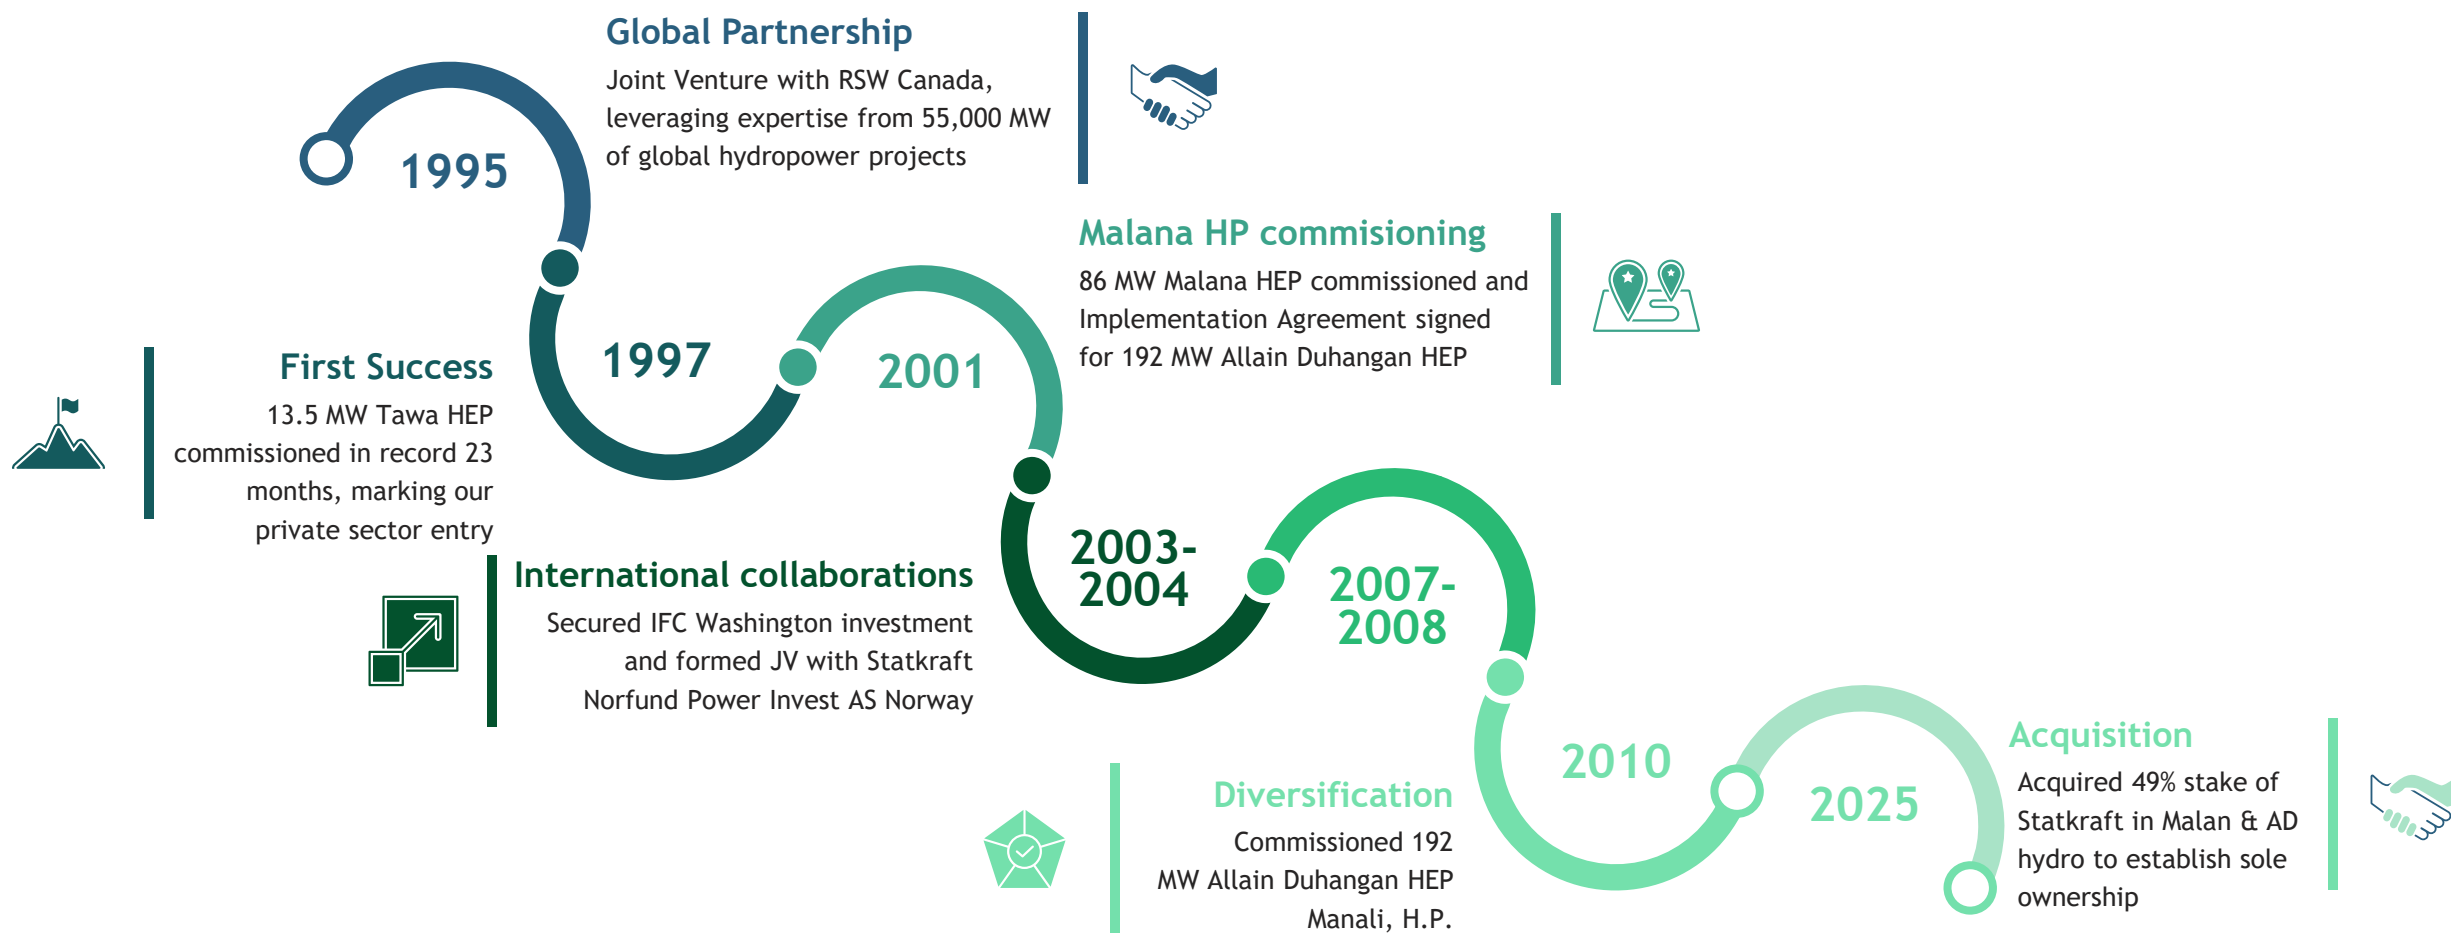 Global Partnership
Joint Venture with RSW Canada,
leveraging expertise from 55,000 MW
of global hydropower projects
1995
Malana HP commisioning
86 MW Malana HEP commissioned and
Implementation Agreement signed
for 192 MW Allain Duhangan HEP
1997
2001
First Success
13.5 MW Tawa HEP
commissioned in record 23
months, marking our
private sector entry
2003-
2004
International collaborations
Secured IFC Washington investment
and formed JV with Statkraft
Norfund Power Invest AS Norway
2007-
2008
2010
Diversification
Commissioned 192
MW Allain Duhangan HEP
Manali, H.P.
2025
Acquisition
Acquired 49% stake of
Statkraft in Malan & AD
hydro to establish sole
ownership